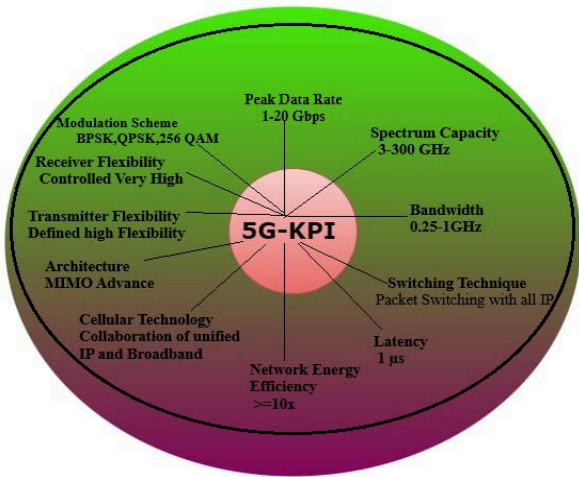 Peak Data Rate
1-20 Gbps
Modulation Scheme
BPSK,QPSK,256 QAM
Spectrum Capacity
3-300 GHz
Receiver Flexibility
Controlled Very High
Transmitter Flexibility
Defined high Flexibility
Bandwidth
0.25-1GHz
5G-KPI
Architecture
MIMO Advance
Switching Technique
Packet Switching with all IP
Cellular Technology
Collaboration of unified
IP and Broadband
Latency
1 µs
Network Energy
Efficiency
>=10x